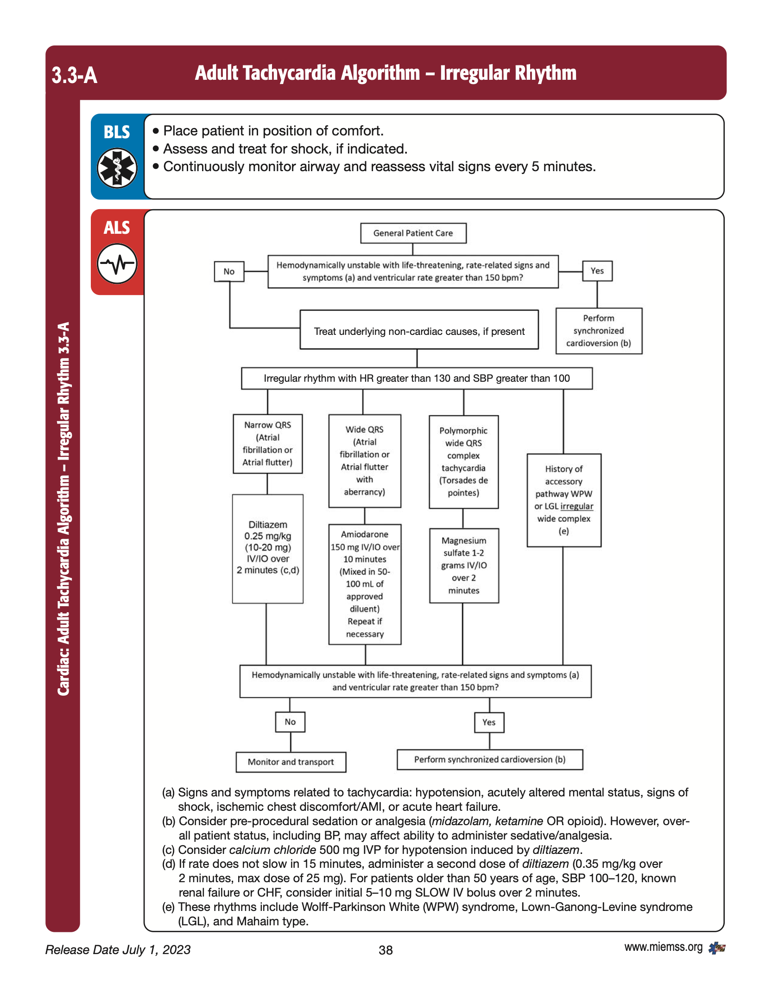 3.3-A
Adult Tachycardia Algorithm – Irregular Rhythm
Cardiac: Adult Tachycardia Algorithm – Irregular Rhythm 3.3-A
BLS
• Place patient in position of comfort.
• Assess and treat for shock, if indicated.
• Continuously monitor airway and reassess vital signs every 5 minutes.
ALS
General Patient Care
No
Hemodynamically unstable with life-threatening, rate-related signs and
symptoms (a) and ventricular rate greater than 150 bpm?
Yes
Perform
synchronized
cardioversion (b)
Treat underlying non-cardiac causes, if present
Irregular rhythm with HR greater than 130 and SBP greater than 100
Narrow QRS
(Atrial
fibrillation or
Atrial flutter)
Diltiazem
0.25 mg/kg
(10-20 mg)
IV/IO over
2 minutes (c,d)
Wide QRS
(Atrial
fibrillation or
Atrial flutter
with
aberrancy)
Amiodarone
150 mg IV/IO over
10 minutes
(Mixed in 50-
100 mL of
approved
diluent)
Repeat if
necessary
Polymorphic
wide QRS
complex
tachycardia
(Torsades de
pointes)
Magnesium
sulfate 1-2
grams IV/IO
over 2
minutes
History of
accessory
pathway WPW
or LGL irregular
wide complex
(e)
Hemodynamically unstable with life-threatening, rate-related signs and symptoms (a)
and ventricular rate greater than 150 bpm?
No
Yes
Monitor and transport
Perform synchronized cardioversion (b)
(a) Signs and symptoms related to tachycardia: hypotension, acutely altered mental status, signs of
shock, ischemic chest discomfort/AMI, or acute heart failure.
(b) Consider pre-procedural sedation or analgesia (midazolam, ketamine OR opioid). However, over-
all patient status, including BP, may affect ability to administer sedative/analgesia.
(c) Consider calcium chloride 500 mg IVP for hypotension induced by diltiazem.
(d) If rate does not slow in 15 minutes, administer a second dose of diltiazem (0.35 mg/kg over
2 minutes, max dose of 25 mg). For patients older than 50 years of age, SBP 100–120, known
renal failure or CHF, consider initial 5–10 mg SLOW IV bolus over 2 minutes.
(e) These rhythms include Wolff-Parkinson White (WPW) syndrome, Lown-Ganong-Levine syndrome
(LGL), and Mahaim type.
Release Date July 1, 2023
38
www.miemss.org